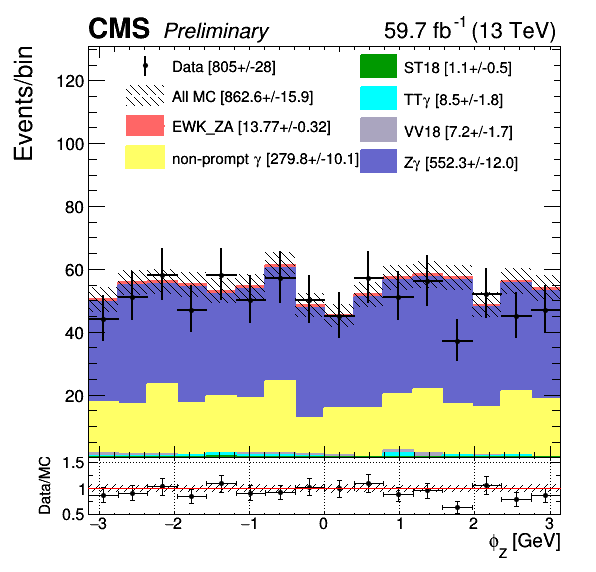 CMS Preliminary 59.7 fb⁻¹ (13 TeV)
Events/bin
Data [805+/-28]
All MC [862.6+/-15.9]
EWK_ZA [13.77+/-0.32]
non-prompt γ [279.8+/-10.1]
ST18 [1.1+/-0.5]
TTγ [8.5+/-1.8]
VV18 [7.2+/-1.7]
Zγ [552.3+/-12.0]
120
100
80
60
40
20
Data/MC
1.5
1
0.5
−3 −2 −1 0 1 2 3
ϕ_Z [GeV]